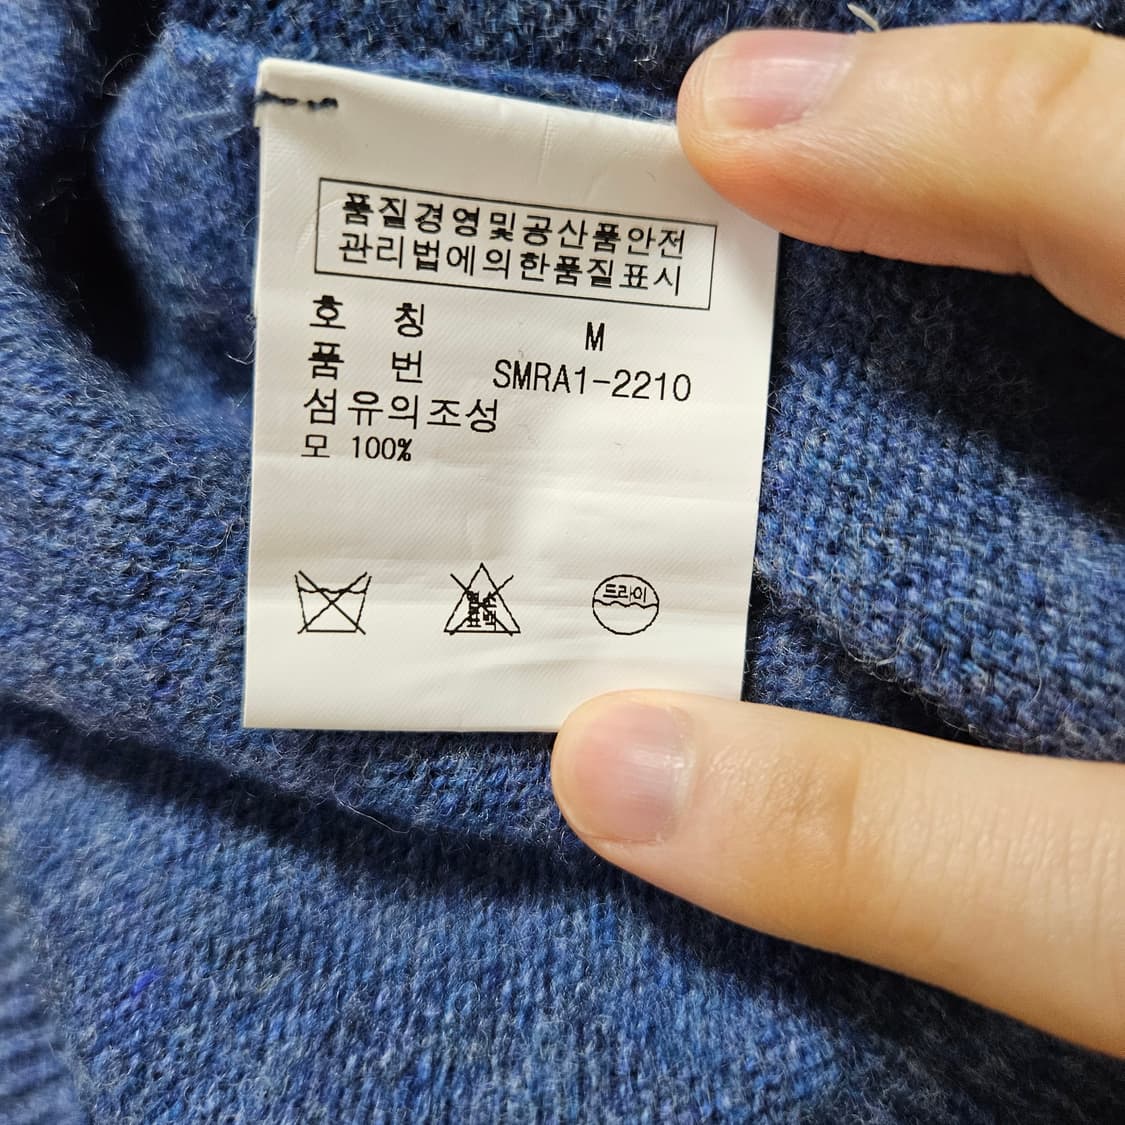 품질경영및공산품안전
관리법에의한품질표시
호 칭 M
품 번 SMRA1-2210
섬유의조성
모 100%
드라이